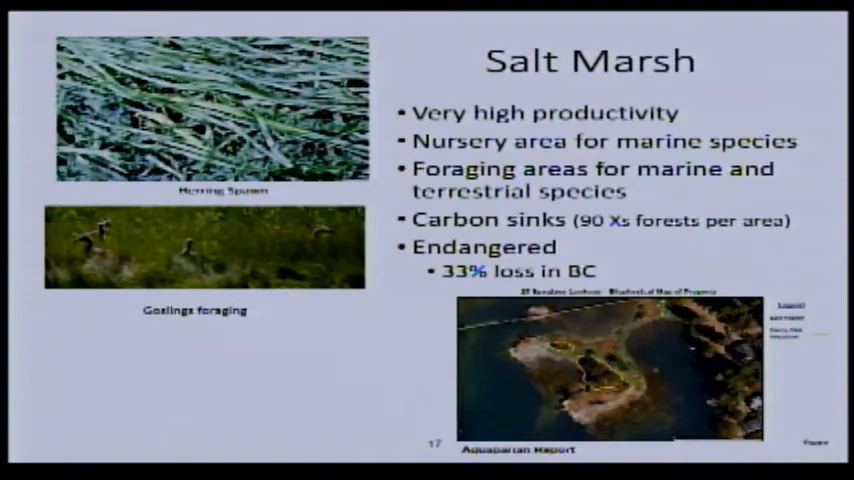 Salt Marsh
• Very high productivity
• Nursery area for marine species
• Foraging areas for marine and
terrestrial species
• Carbon sinks (90 Xs forests per area)
• Endangered
• 33% loss in BC
Herring Spawn
Goslings foraging
Legend
17
Aquaparian Report
Figure